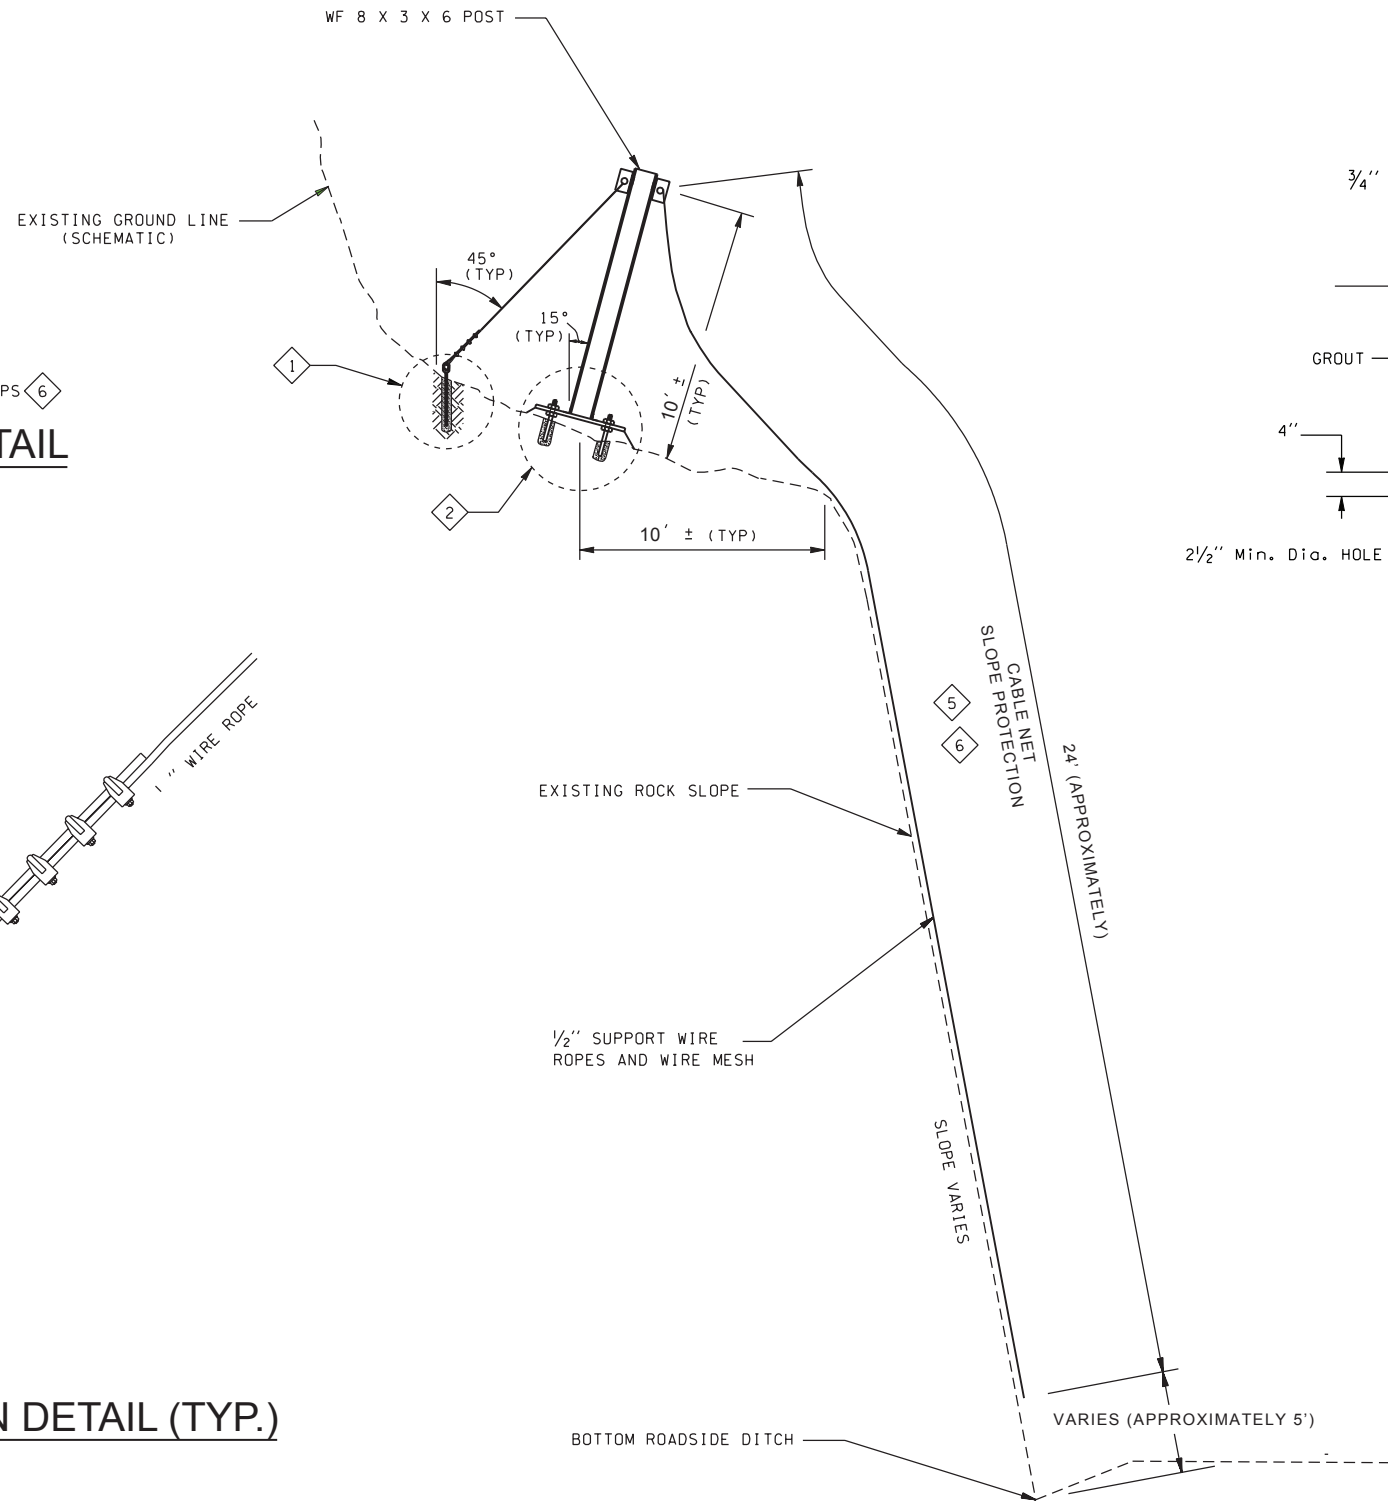 WF 8 X 3 X 6 POST
3/4''
EXISTING GROUND LINE
(SCHEMATIC)
45°
(TYP)
15°
(TYP)
1
GROUT
PS 6
10' ±
(TYP)
TAIL
4''
2
10' ± (TYP)
2 1/2'' Min. Dia. HOLE
CABLE NET
SLOPE PROTECTION
5
6
24' (APPROXIMATELY)
1'' WIRE ROPE
EXISTING ROCK SLOPE
1/2'' SUPPORT WIRE
ROPES AND WIRE MESH
SLOPE VARIES
N DETAIL (TYP.)
VARIES (APPROXIMATELY 5')
BOTTOM ROADSIDE DITCH